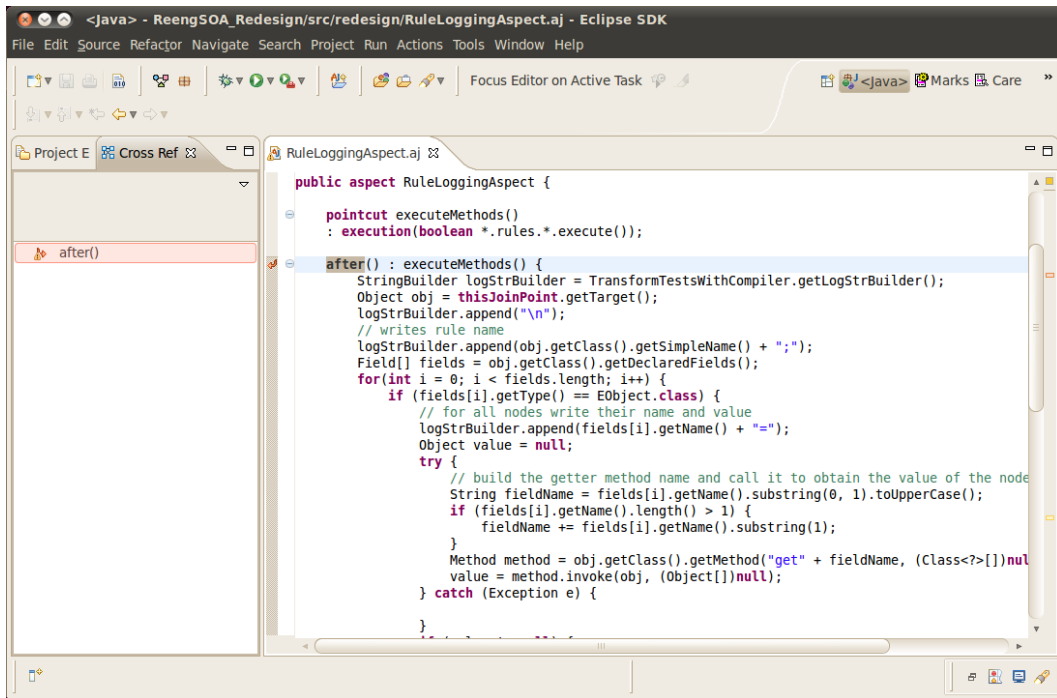 <Java> - ReengSOA_Redesign/src/redesign/RuleLoggingAspect.aj - Eclipse SDK
File Edit Source Refactor Navigate Search Project Run Actions Tools Window Help
Focus Editor on Active Task <Java> Marks Care »
Project E Cross Ref RuleLoggingAspect.aj
after()
public aspect RuleLoggingAspect {
pointcut executeMethods()
: execution(boolean *.rules.*.execute());
after() : executeMethods() {
StringBuilder logStrBuilder = TransformTestsWithCompiler.getLogStrBuilder();
Object obj = thisJoinPoint.getTarget();
logStrBuilder.append("\n");
// writes rule name
logStrBuilder.append(obj.getClass().getSimpleName() + ";");
Field[] fields = obj.getClass().getDeclaredFields();
for(int i = 0; i < fields.length; i++) {
if (fields[i].getType() == EObject.class) {
// for all nodes write their name and value
logStrBuilder.append(fields[i].getName() + "=");
Object value = null;
try {
// build the getter method name and call it to obtain the value of the node
String fieldName = fields[i].getName().substring(0, 1).toUpperCase();
if (fields[i].getName().length() > 1) {
fieldName += fields[i].getName().substring(1);
}
Method method = obj.getClass().getMethod("get" + fieldName, (Class<?>[])nul
value = method.invoke(obj, (Object[])null);
} catch (Exception e) {
}